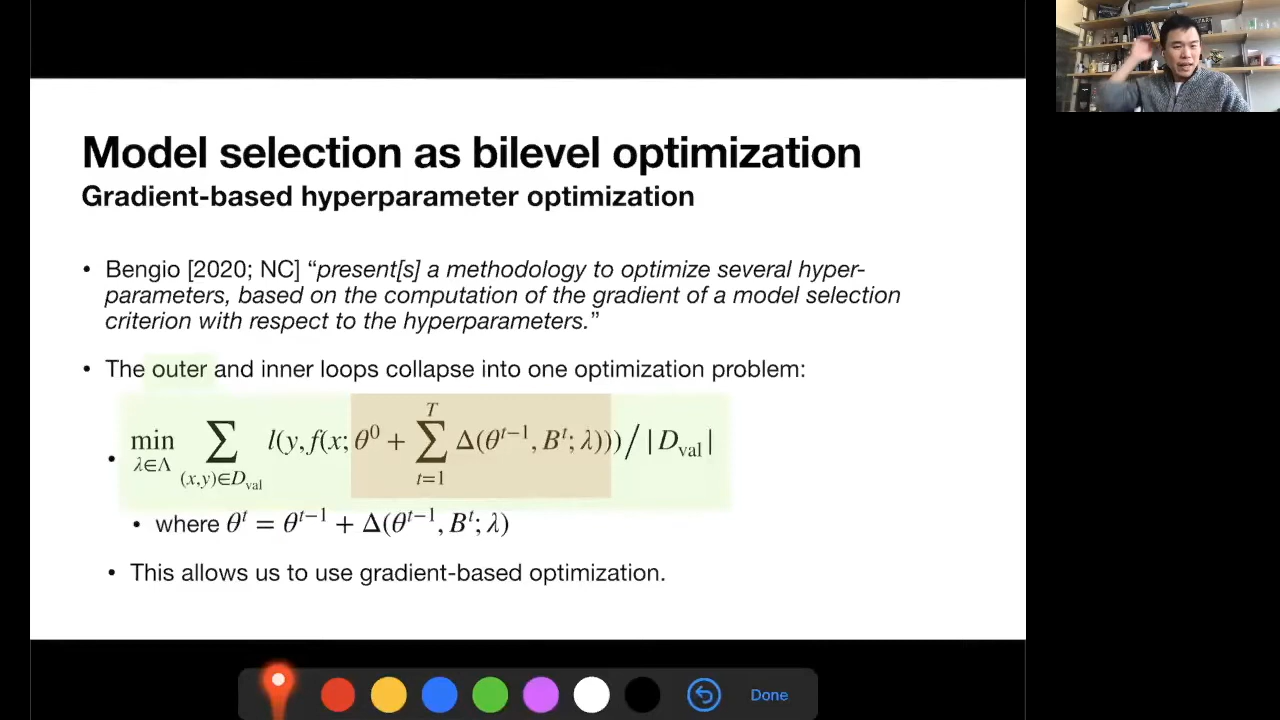 Model selection as bilevel optimization
Gradient-based hyperparameter optimization
• Bengio [2020; NC] “present[s] a methodology to optimize several hyper-
parameters, based on the computation of the gradient of a model selection
criterion with respect to the hyperparameters.”
• The outer and inner loops collapse into one optimization problem:
• min_{λ∈Λ} ∑_{(x,y)∈D_val} l(y, f(x; θ^0 + ∑_{t=1}^{T} Δ(θ^{t−1}, B^t; λ)))/|D_val|
• where θ^t = θ^{t−1} + Δ(θ^{t−1}, B^t; λ)
• This allows us to use gradient-based optimization.
Done